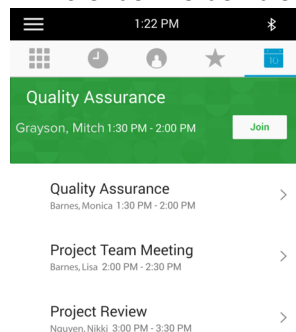 1:22 PM
10
Quality Assurance
Grayson, Mitch 1:30 PM - 2:00 PM
Join
Quality Assurance
Barnes, Monica 1:30 PM - 2:00 PM
Project Team Meeting
Barnes, Lisa 2:00 PM - 2:30 PM
Project Review
Nguyen, Nikki 3:00 PM - 3:30 PM